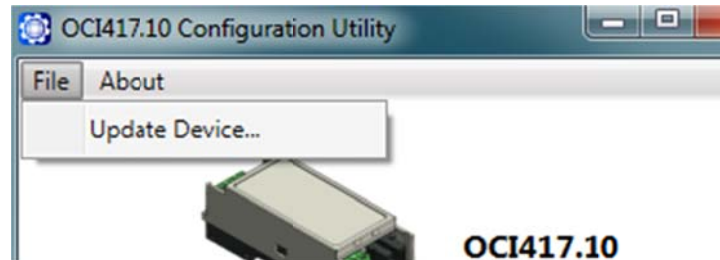 OCI417.10 Configuration Utility
File About
Update Device...
OCI417.10